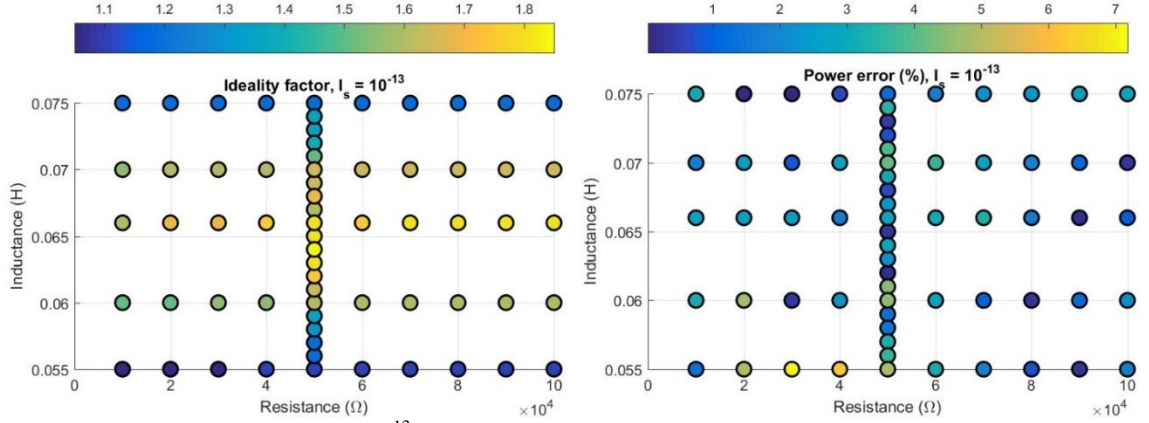 1.1 1.2 1.3 1.4 1.5 1.6 1.7 1.8
Ideality factor, I_s = 10^-13
0.075
0.07
0.065
0.06
0.055
Inductance (H)
0 2 4 6 8 10
×10^4
Resistance (Ω)
1 2 3 4 5 6 7
Power error (%), I_s = 10^-13
0.075
0.07
0.065
0.06
0.055
Inductance (H)
0 2 4 6 8 10
×10^4
Resistance (Ω)